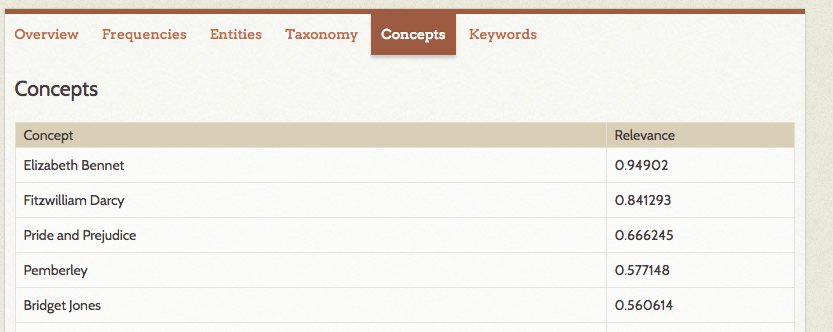 Overview Frequencies Entities Taxonomy Concepts Keywords
Concepts
Concept Relevance
Elizabeth Bennet 0.94902
Fitzwilliam Darcy 0.841293
Pride and Prejudice 0.666245
Pemberley 0.577148
Bridget Jones 0.560614